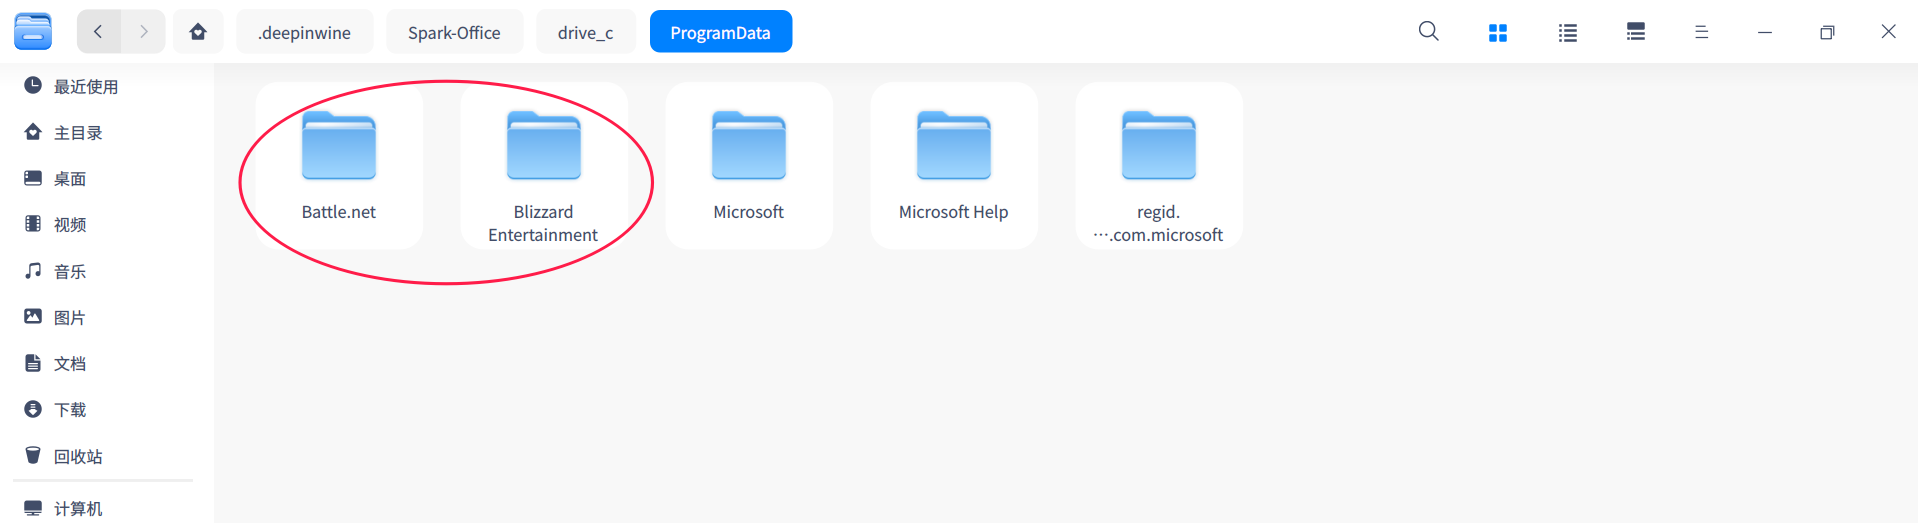 .deepinwine
Spark-Office
drive_c
ProgramData
最近使用
主目录
桌面
视频
音乐
图片
文档
下载
回收站
计算机
Battle.net
Blizzard
Entertainment
Microsoft
Microsoft Help
regid.
⋯.com.microsoft